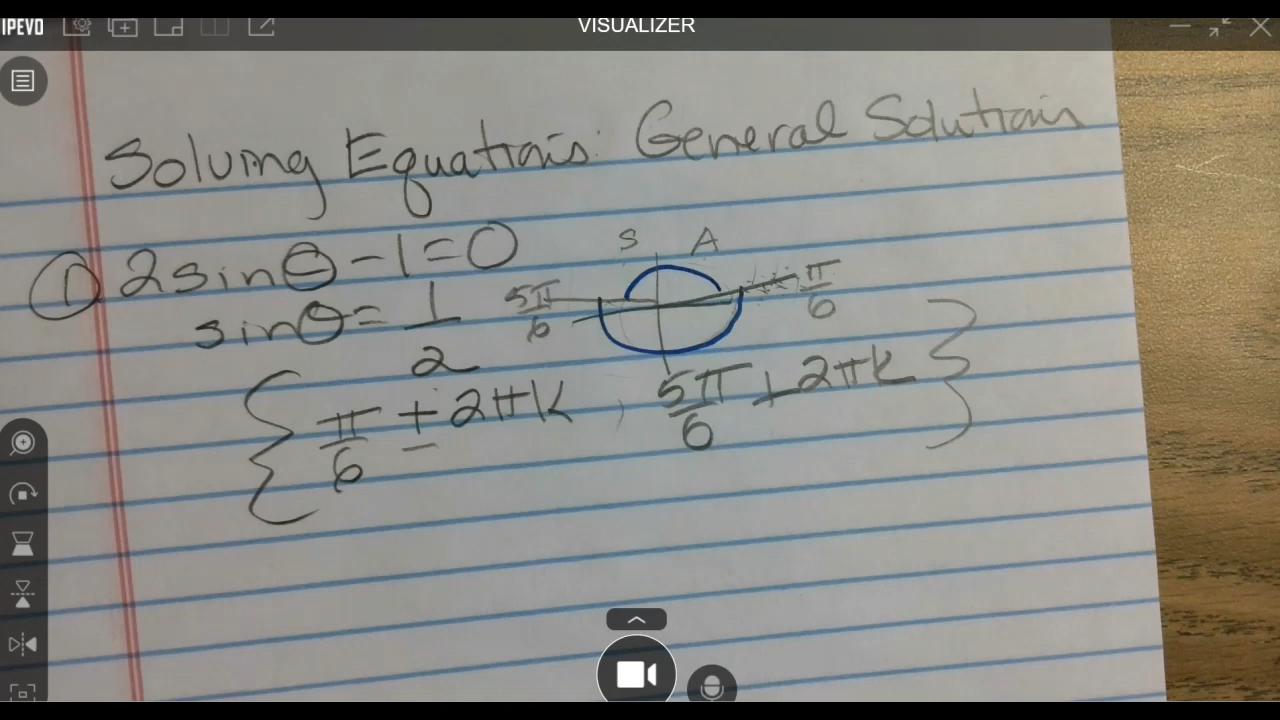 IPEVO
VISUALIZER
Solving Equations: General Solutions
① 2sinθ - 1 = 0
S A
sinθ = 1/2
5π/6
π/6
{ π/6 ± 2πk , 5π/6 + 2πk }